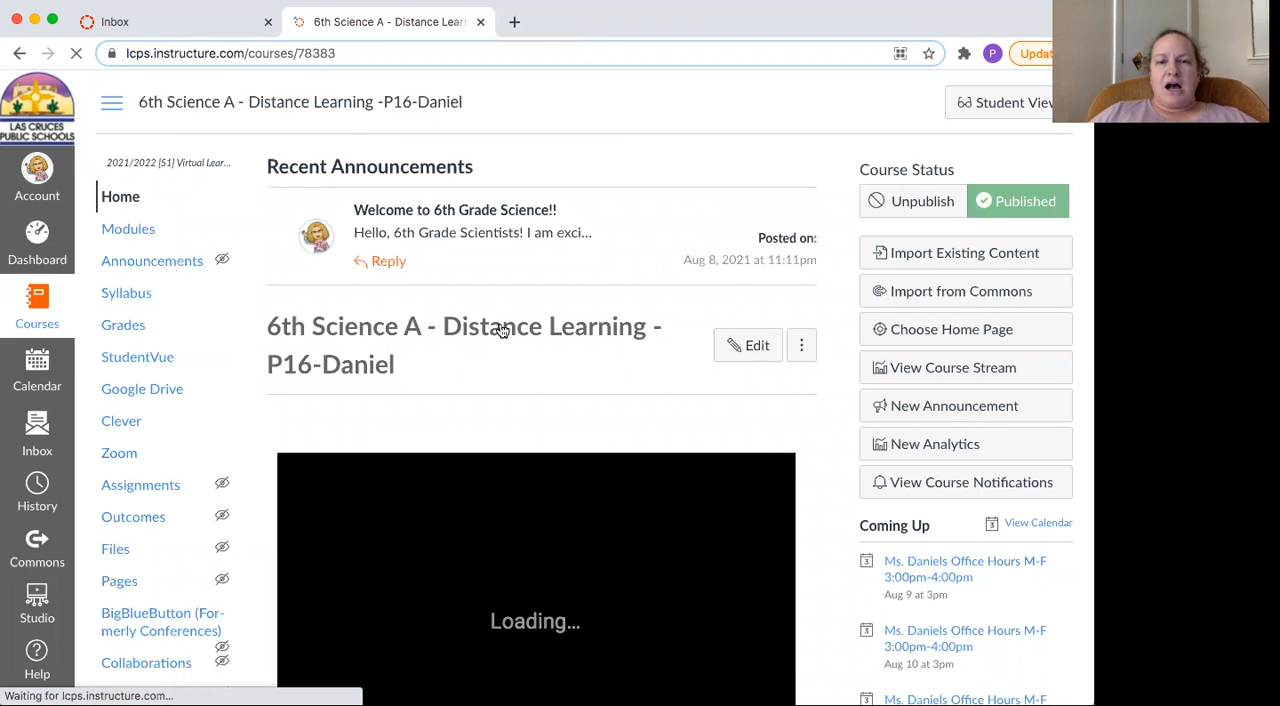 Inbox
6th Science A - Distance Lear
lcps.instructure.com/courses/78383
P
Updat
LAS CRUCES
PUBLIC SCHOOLS
6th Science A - Distance Learning -P16-Daniel
Student View
Account
Dashboard
Courses
Calendar
Inbox
History
Commons
Studio
Help
2021/2022 [S1] Virtual Lear...
Home
Modules
Announcements
Syllabus
Grades
StudentVue
Google Drive
Clever
Zoom
Assignments
Outcomes
Files
Pages
BigBlueButton (For-
merly Conferences)
Collaborations
Recent Announcements
Welcome to 6th Grade Science!!
Hello, 6th Grade Scientists! I am exci...
Reply
Posted on:
Aug 8, 2021 at 11:11pm
6th Science A - Distance Learning -
P16-Daniel
Edit
Loading...
Course Status
Unpublish
Published
Import Existing Content
Import from Commons
Choose Home Page
View Course Stream
New Announcement
New Analytics
View Course Notifications
Coming Up
View Calendar
Ms. Daniels Office Hours M-F
3:00pm-4:00pm
Aug 9 at 3pm
Ms. Daniels Office Hours M-F
3:00pm-4:00pm
Aug 10 at 3pm
Ms. Daniels Office Hours M-F
Waiting for lcps.instructure.com...